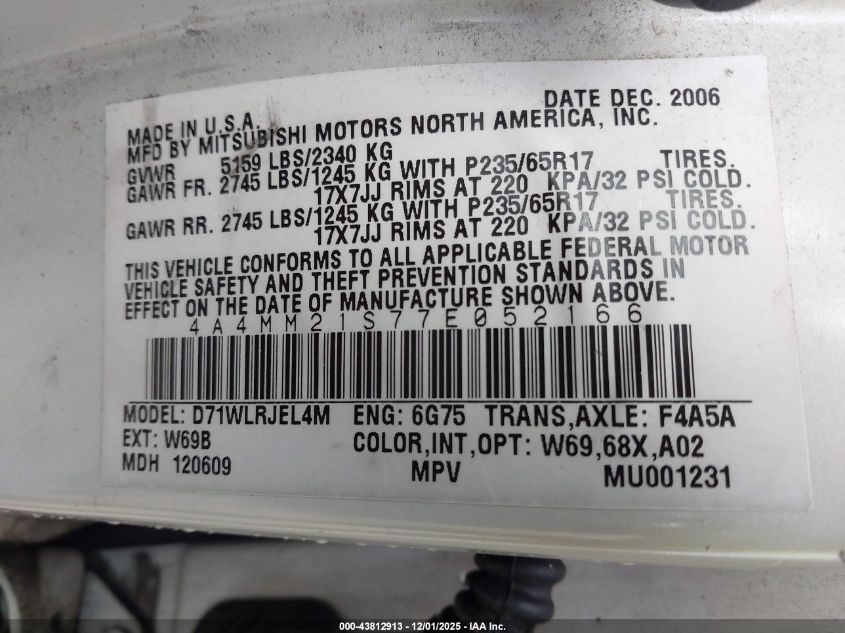 DATE DEC. 2006
MADE IN U.S.A.
MFD BY MITSUBISHI MOTORS NORTH AMERICA, INC.
GVWR 5159 LBS/2340 KG
GAWR FR. 2745 LBS/1245 KG WITH P235/65R17 TIRES.
17X7JJ RIMS AT 220 KPA/32 PSI COLD.
GAWR RR. 2745 LBS/1245 KG WITH P235/65R17 TIRES.
17X7JJ RIMS AT 220 KPA/32 PSI COLD.
THIS VEHICLE CONFORMS TO ALL APPLICABLE FEDERAL MOTOR
VEHICLE SAFETY AND THEFT PREVENTION STANDARDS IN
EFFECT ON THE DATE OF MANUFACTURE SHOWN ABOVE.
4A4MM21S77E052166
MODEL: D71WLRJEL4M ENG: 6G75 TRANS,AXLE: F4A5A
EXT: W69B COLOR,INT,OPT: W69,68X,A02
MDH 120609 MPV MU001231
000-43812913 - 12/01/2025 - IAA Inc.